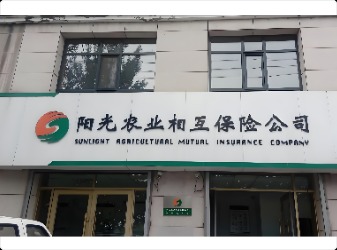 阳光农业相互保险公司
SUNLIGHT AGRICULTURAL MUTUAL INSURANCE COMPANY